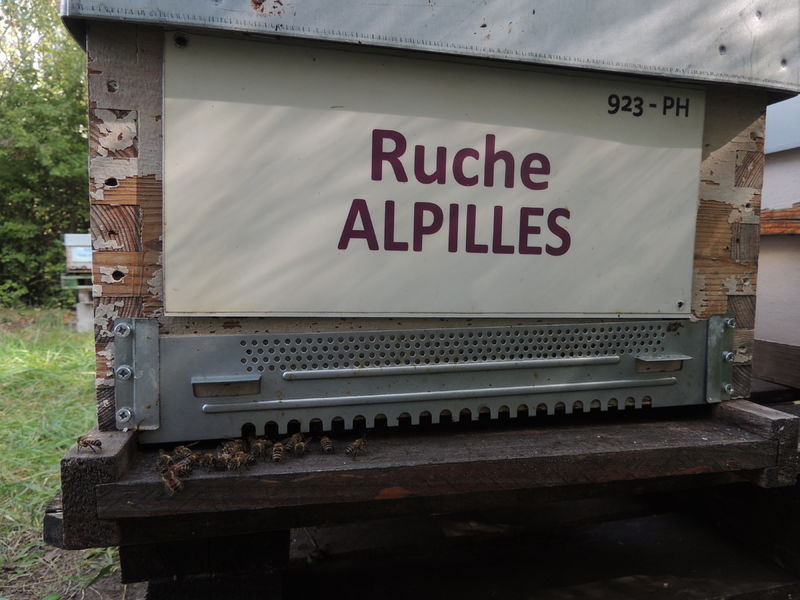 923 - PH
Ruche
ALPILLES